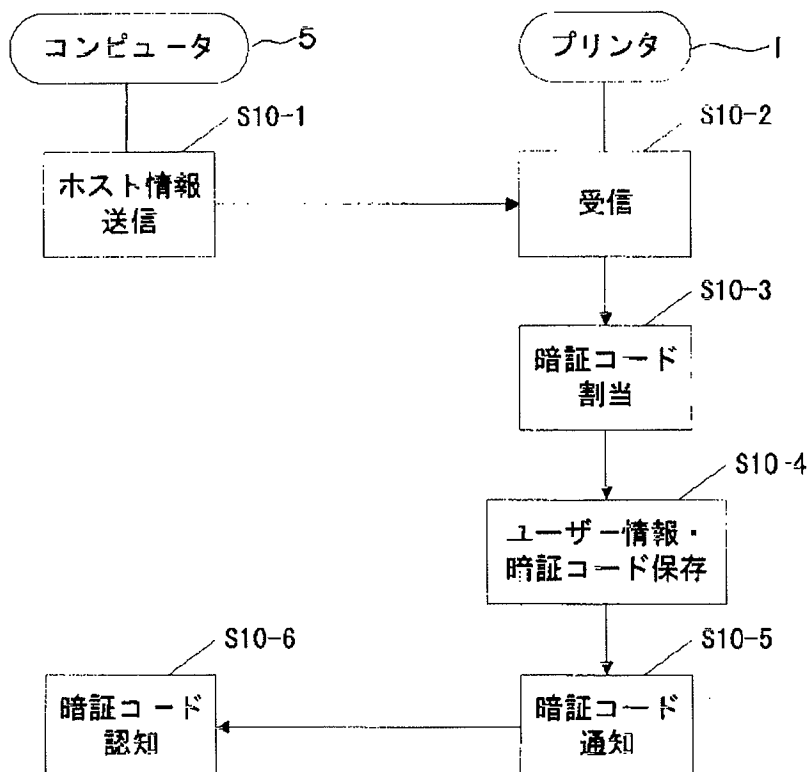 コンピュータ
5
プリンタ
1
S10-1
S10-2
ホスト情報
送信
受信
S10-3
暗証コード
割当
S10-4
ユーザー情報・
暗証コード保存
S10-6
S10-5
暗証コード
認知
暗証コード
通知